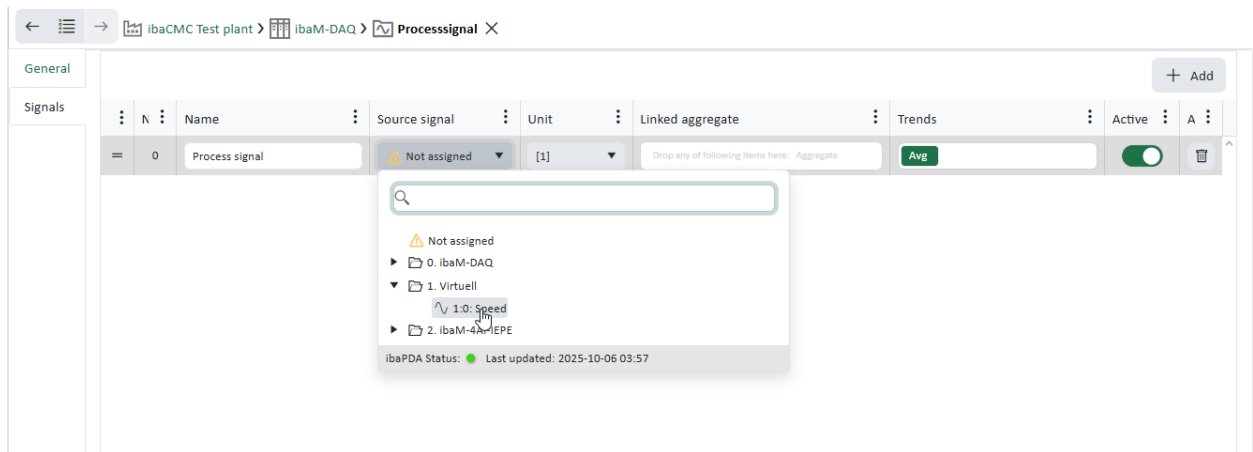 ibaCMC Test plant > ibaM-DAQ > Processsignal ×
General
+ Add
Signals
N Name Source signal Unit Linked aggregate Trends Active A
0 Process signal Not assigned [1] Drop any of following items here: Aggregate Avg
Not assigned
0. ibaM-DAQ
1. Virtuell
1:0: Speed
2. ibaM-4AI-IEPE
ibaPDA Status: Last updated: 2025-10-06 03:57